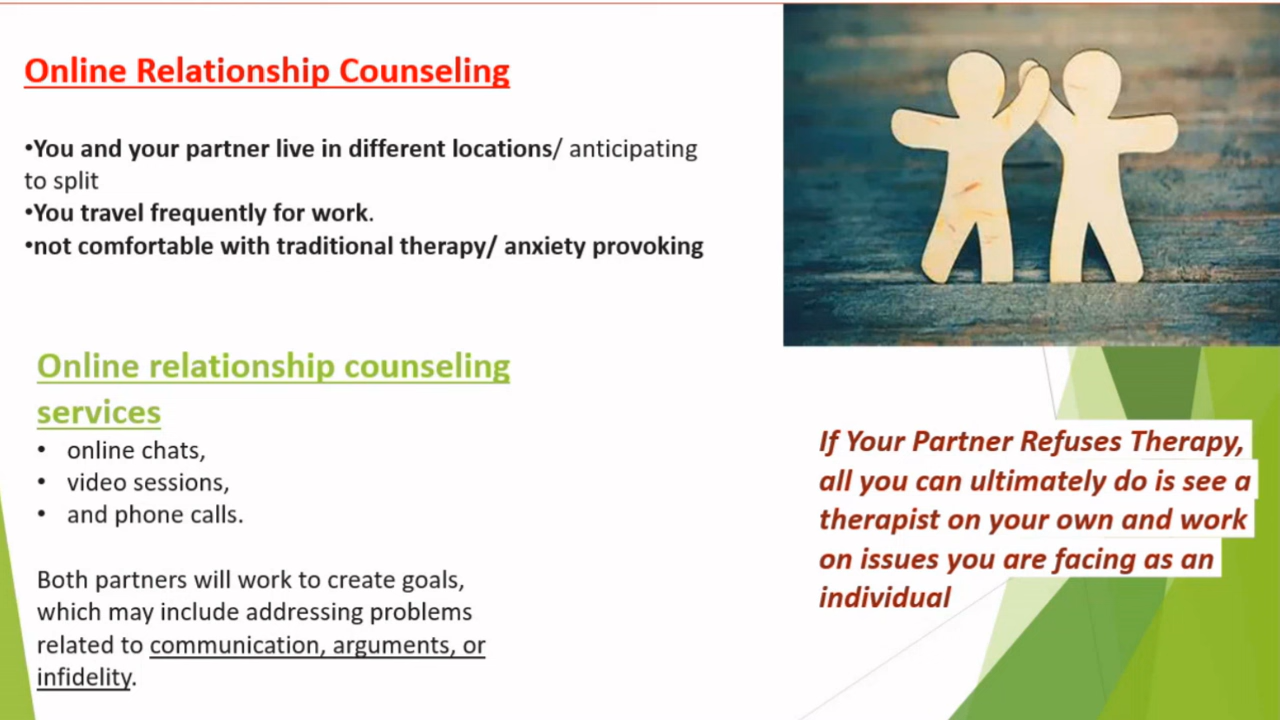 Online Relationship Counseling
•You and your partner live in different locations/ anticipating
to split
•You travel frequently for work.
•not comfortable with traditional therapy/ anxiety provoking
Online relationship counseling
services
• online chats,
• video sessions,
• and phone calls.
Both partners will work to create goals,
which may include addressing problems
related to communication, arguments, or
infidelity.
If Your Partner Refuses Therapy,
all you can ultimately do is see a
therapist on your own and work
on issues you are facing as an
individual